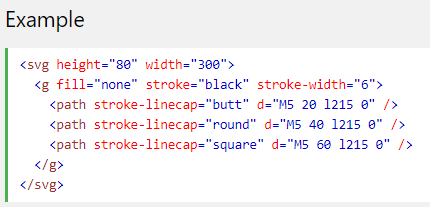 Example
<svg height="80" width="300">
<g fill="none" stroke="black" stroke-width="6">
<path stroke-linecap="butt" d="M5 20 l215 0" />
<path stroke-linecap="round" d="M5 40 l215 0" />
<path stroke-linecap="square" d="M5 60 l215 0" />
</g>
</svg>